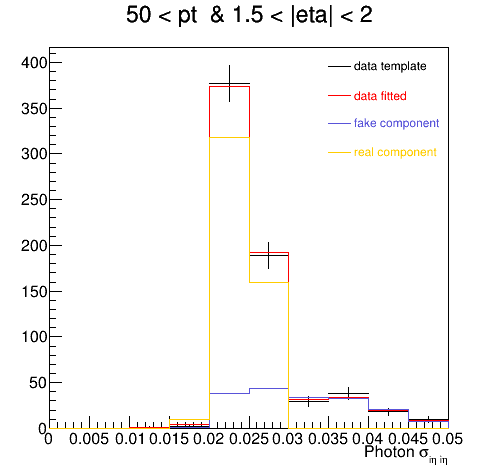 50 < pt & 1.5 < |eta| < 2
data template
data fitted
fake component
real component
400
350
300
250
200
150
100
50
0
0 0.005 0.01 0.015 0.02 0.025 0.03 0.035 0.04 0.045 0.05
Photon σiη iη